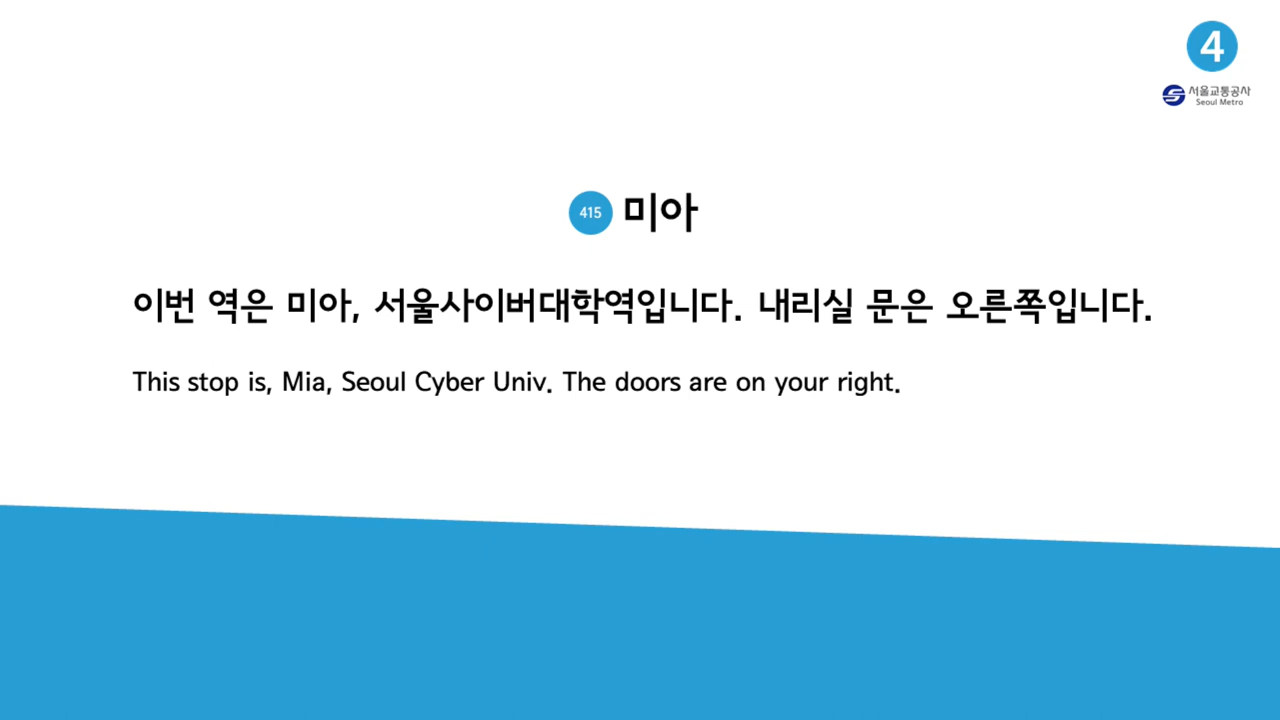 4
서울교통공사
Seoul Metro
415 미아
이번 역은 미아, 서울사이버대학역입니다. 내리실 문은 오른쪽입니다.
This stop is, Mia, Seoul Cyber Univ. The doors are on your right.